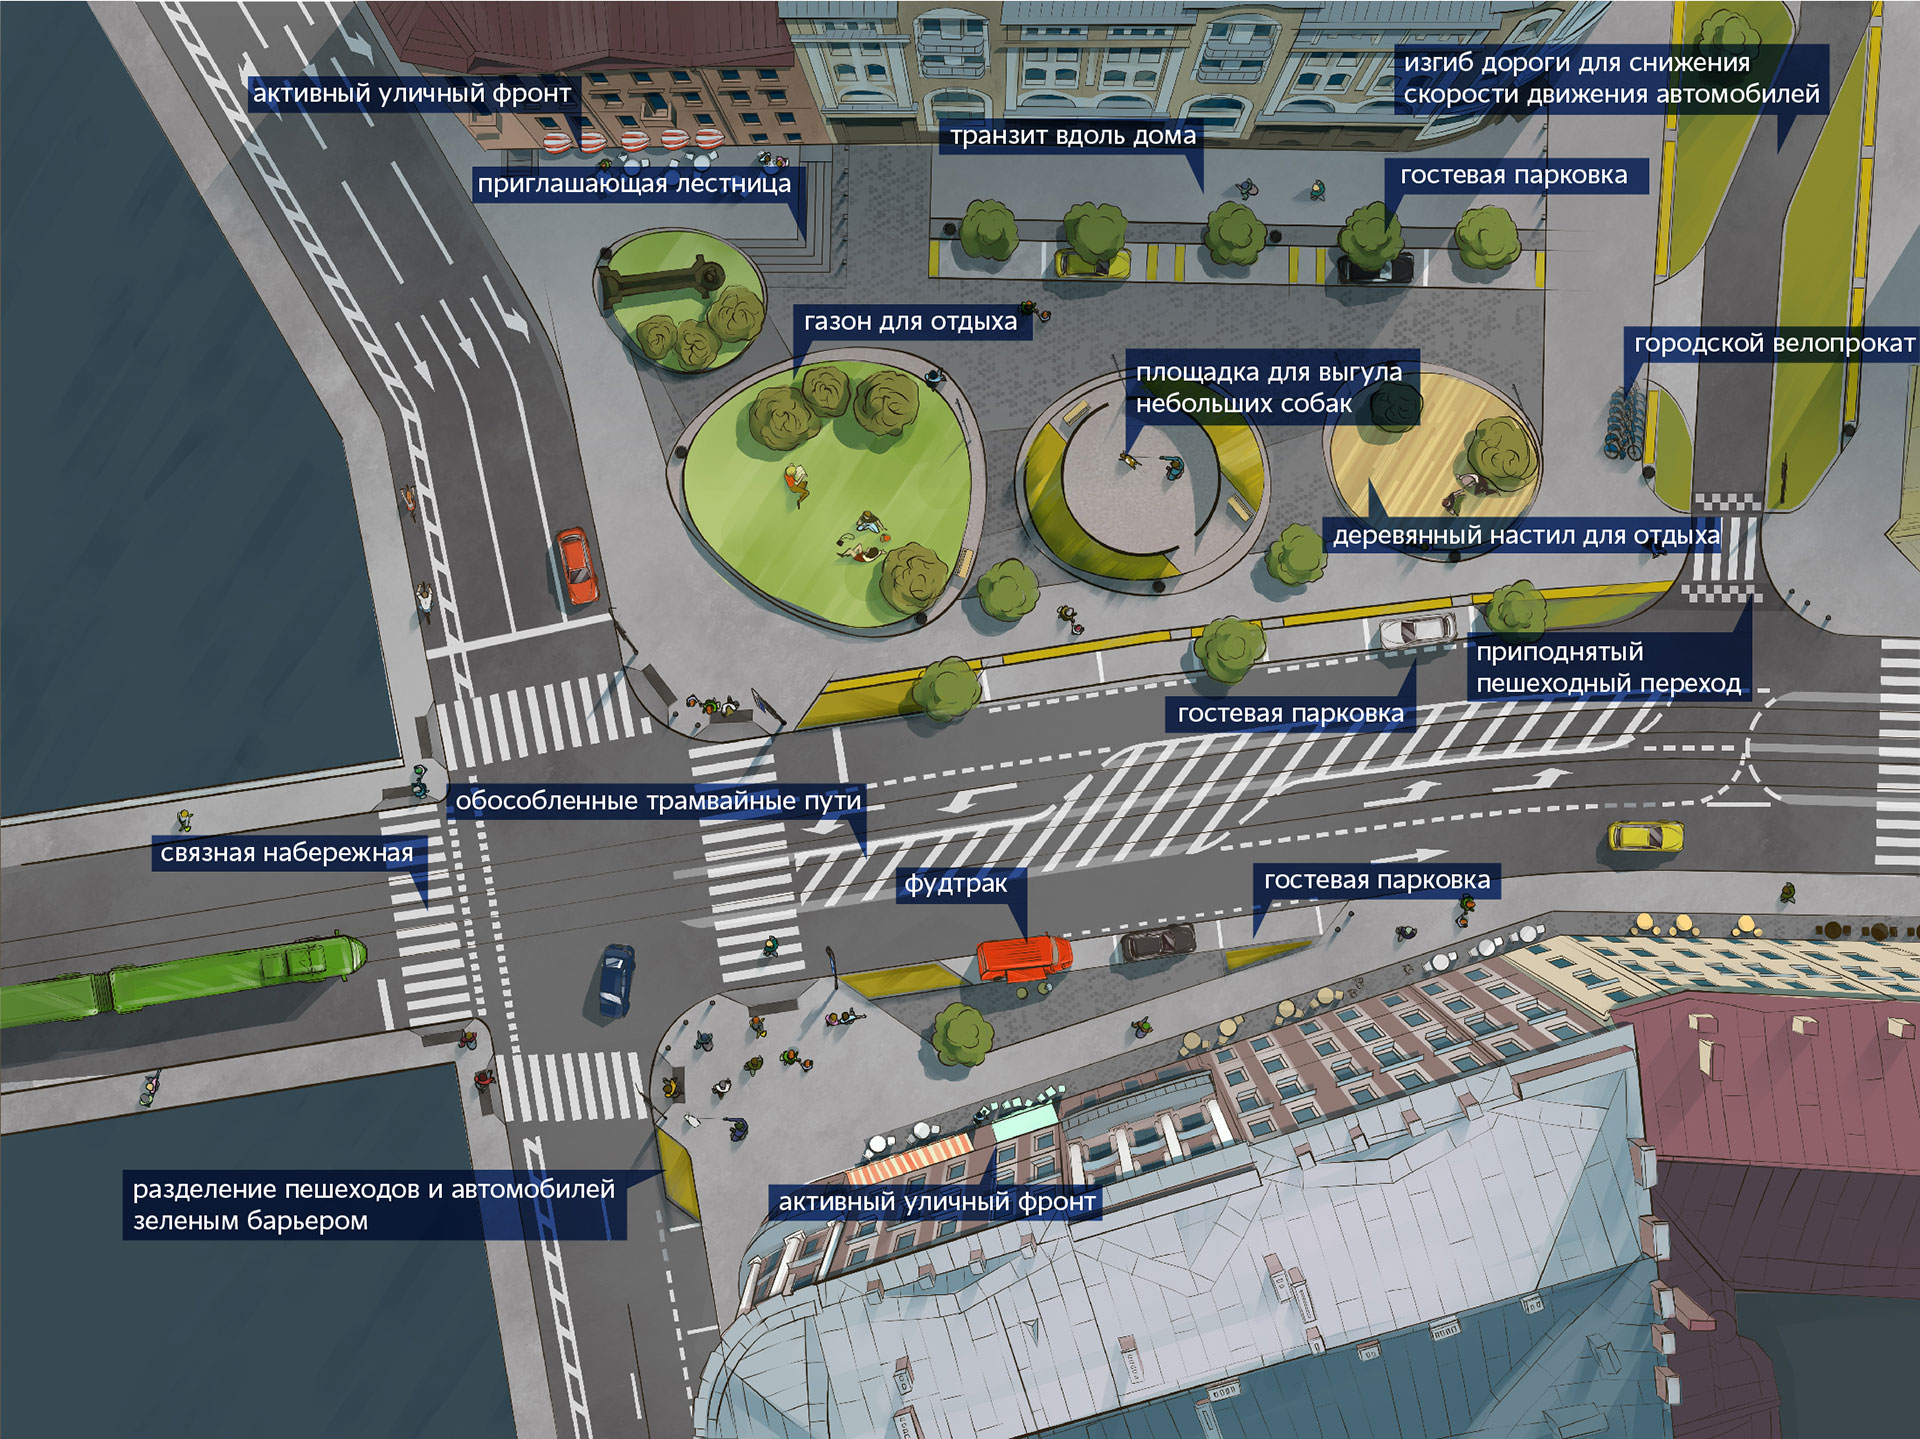 изгиб дороги для снижения
скорости движения автомобилей
активный уличный фронт
транзит вдоль дома
гостевая парковка
приглашающая лестница
газон для отдыха
городской велопрокат
площадка для выгула
небольших собак
деревянный настил для отдыха
приподнятый
пешеходный переход
гостевая парковка
обособленные трамвайные пути
связная набережная
фудтрак
гостевая парковка
разделение пешеходов и автомобилей
зеленым барьером
активный уличный фронт